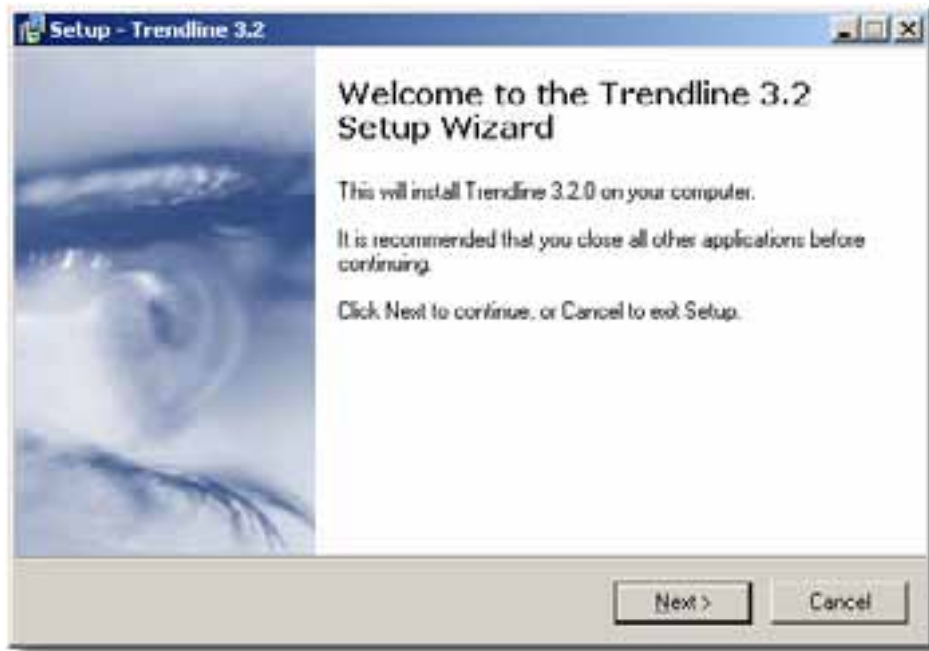 Setup - Trendline 3.2
Welcome to the Trendline 3.2
Setup Wizard
This will install Trendline 3.2.0 on your computer.
It is recommended that you close all other applications before
continuing.
Click Next to continue, or Cancel to exit Setup.
Next >
Cancel